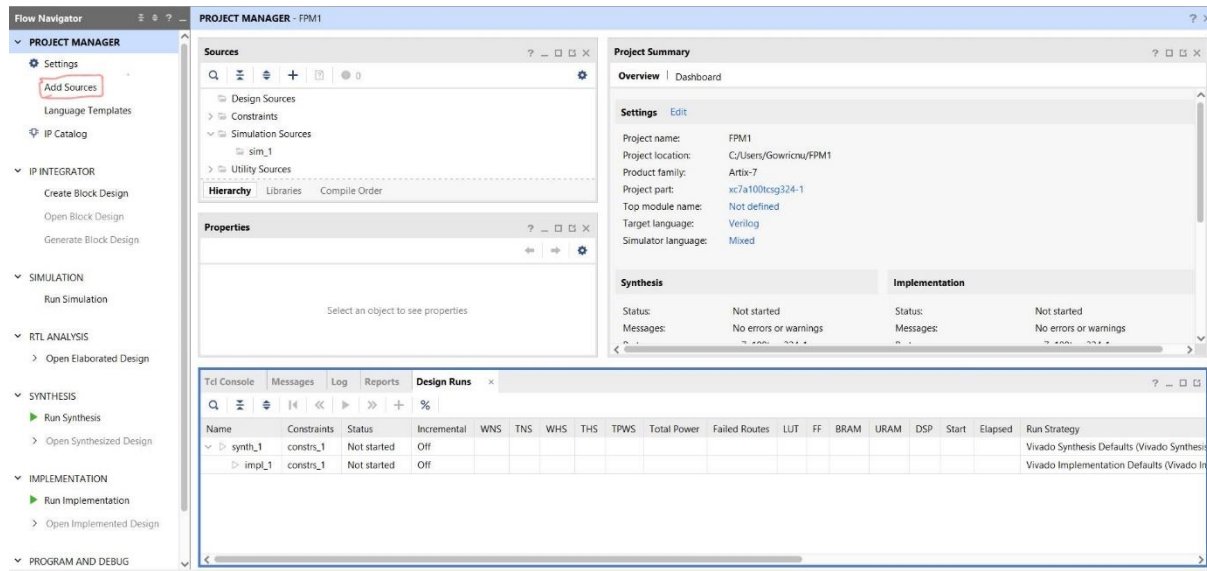 Flow Navigator ? _
PROJECT MANAGER - FPM1 ?
PROJECT MANAGER
Settings
Add Sources
Language Templates
IP Catalog
IP INTEGRATOR
Create Block Design
Open Block Design
Generate Block Design
SIMULATION
Run Simulation
RTL ANALYSIS
Open Elaborated Design
SYNTHESIS
Run Synthesis
Open Synthesized Design
IMPLEMENTATION
Run Implementation
Open Implemented Design
PROGRAM AND DEBUG
Sources
0
Design Sources
Constraints
Simulation Sources
sim_1
Utility Sources
Hierarchy Libraries Compile Order
Properties
Select an object to see properties
Project Summary
Overview | Dashboard
Settings Edit
Project name: FPM1
Project location: C:/Users/Gowricnu/FPM1
Product family: Artix-7
Project part: xc7a100tcsg324-1
Top module name: Not defined
Target language: Verilog
Simulator language: Mixed
Synthesis Implementation
Status: Not started Status: Not started
Messages: No errors or warnings Messages: No errors or warnings
Tcl Console Messages Log Reports Design Runs ×
Name Constraints Status Incremental WNS TNS WHS THS TPWS Total Power Failed Routes LUT FF BRAM URAM DSP Start Elapsed Run Strategy
synth_1 constrs_1 Not started Off Vivado Synthesis Defaults (Vivado Synthesis
impl_1 constrs_1 Not started Off Vivado Implementation Defaults (Vivado In